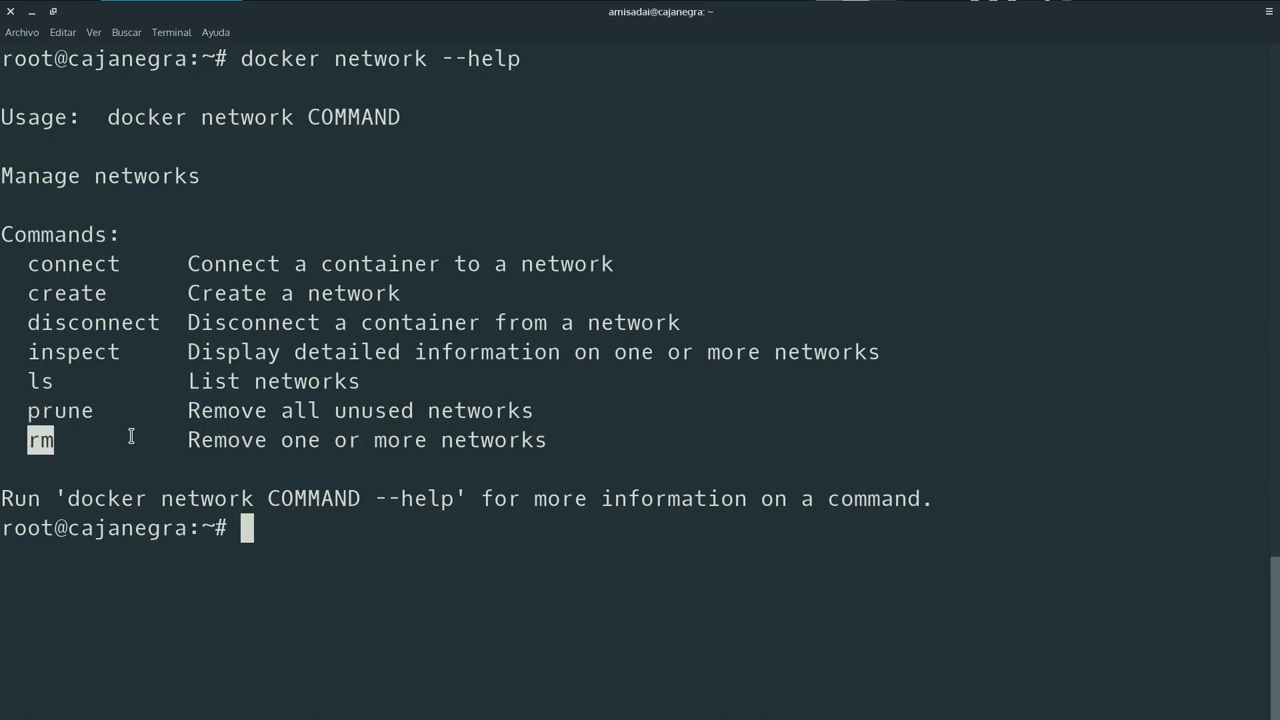 amisadai@cajanegra: ~
Archivo Editar Ver Buscar Terminal Ayuda
root@cajanegra:~# docker network --help
Usage:  docker network COMMAND
Manage networks
Commands:
  connect     Connect a container to a network
  create      Create a network
  disconnect  Disconnect a container from a network
  inspect     Display detailed information on one or more networks
  ls          List networks
  prune       Remove all unused networks
  rm          Remove one or more networks
Run 'docker network COMMAND --help' for more information on a command.
root@cajanegra:~#